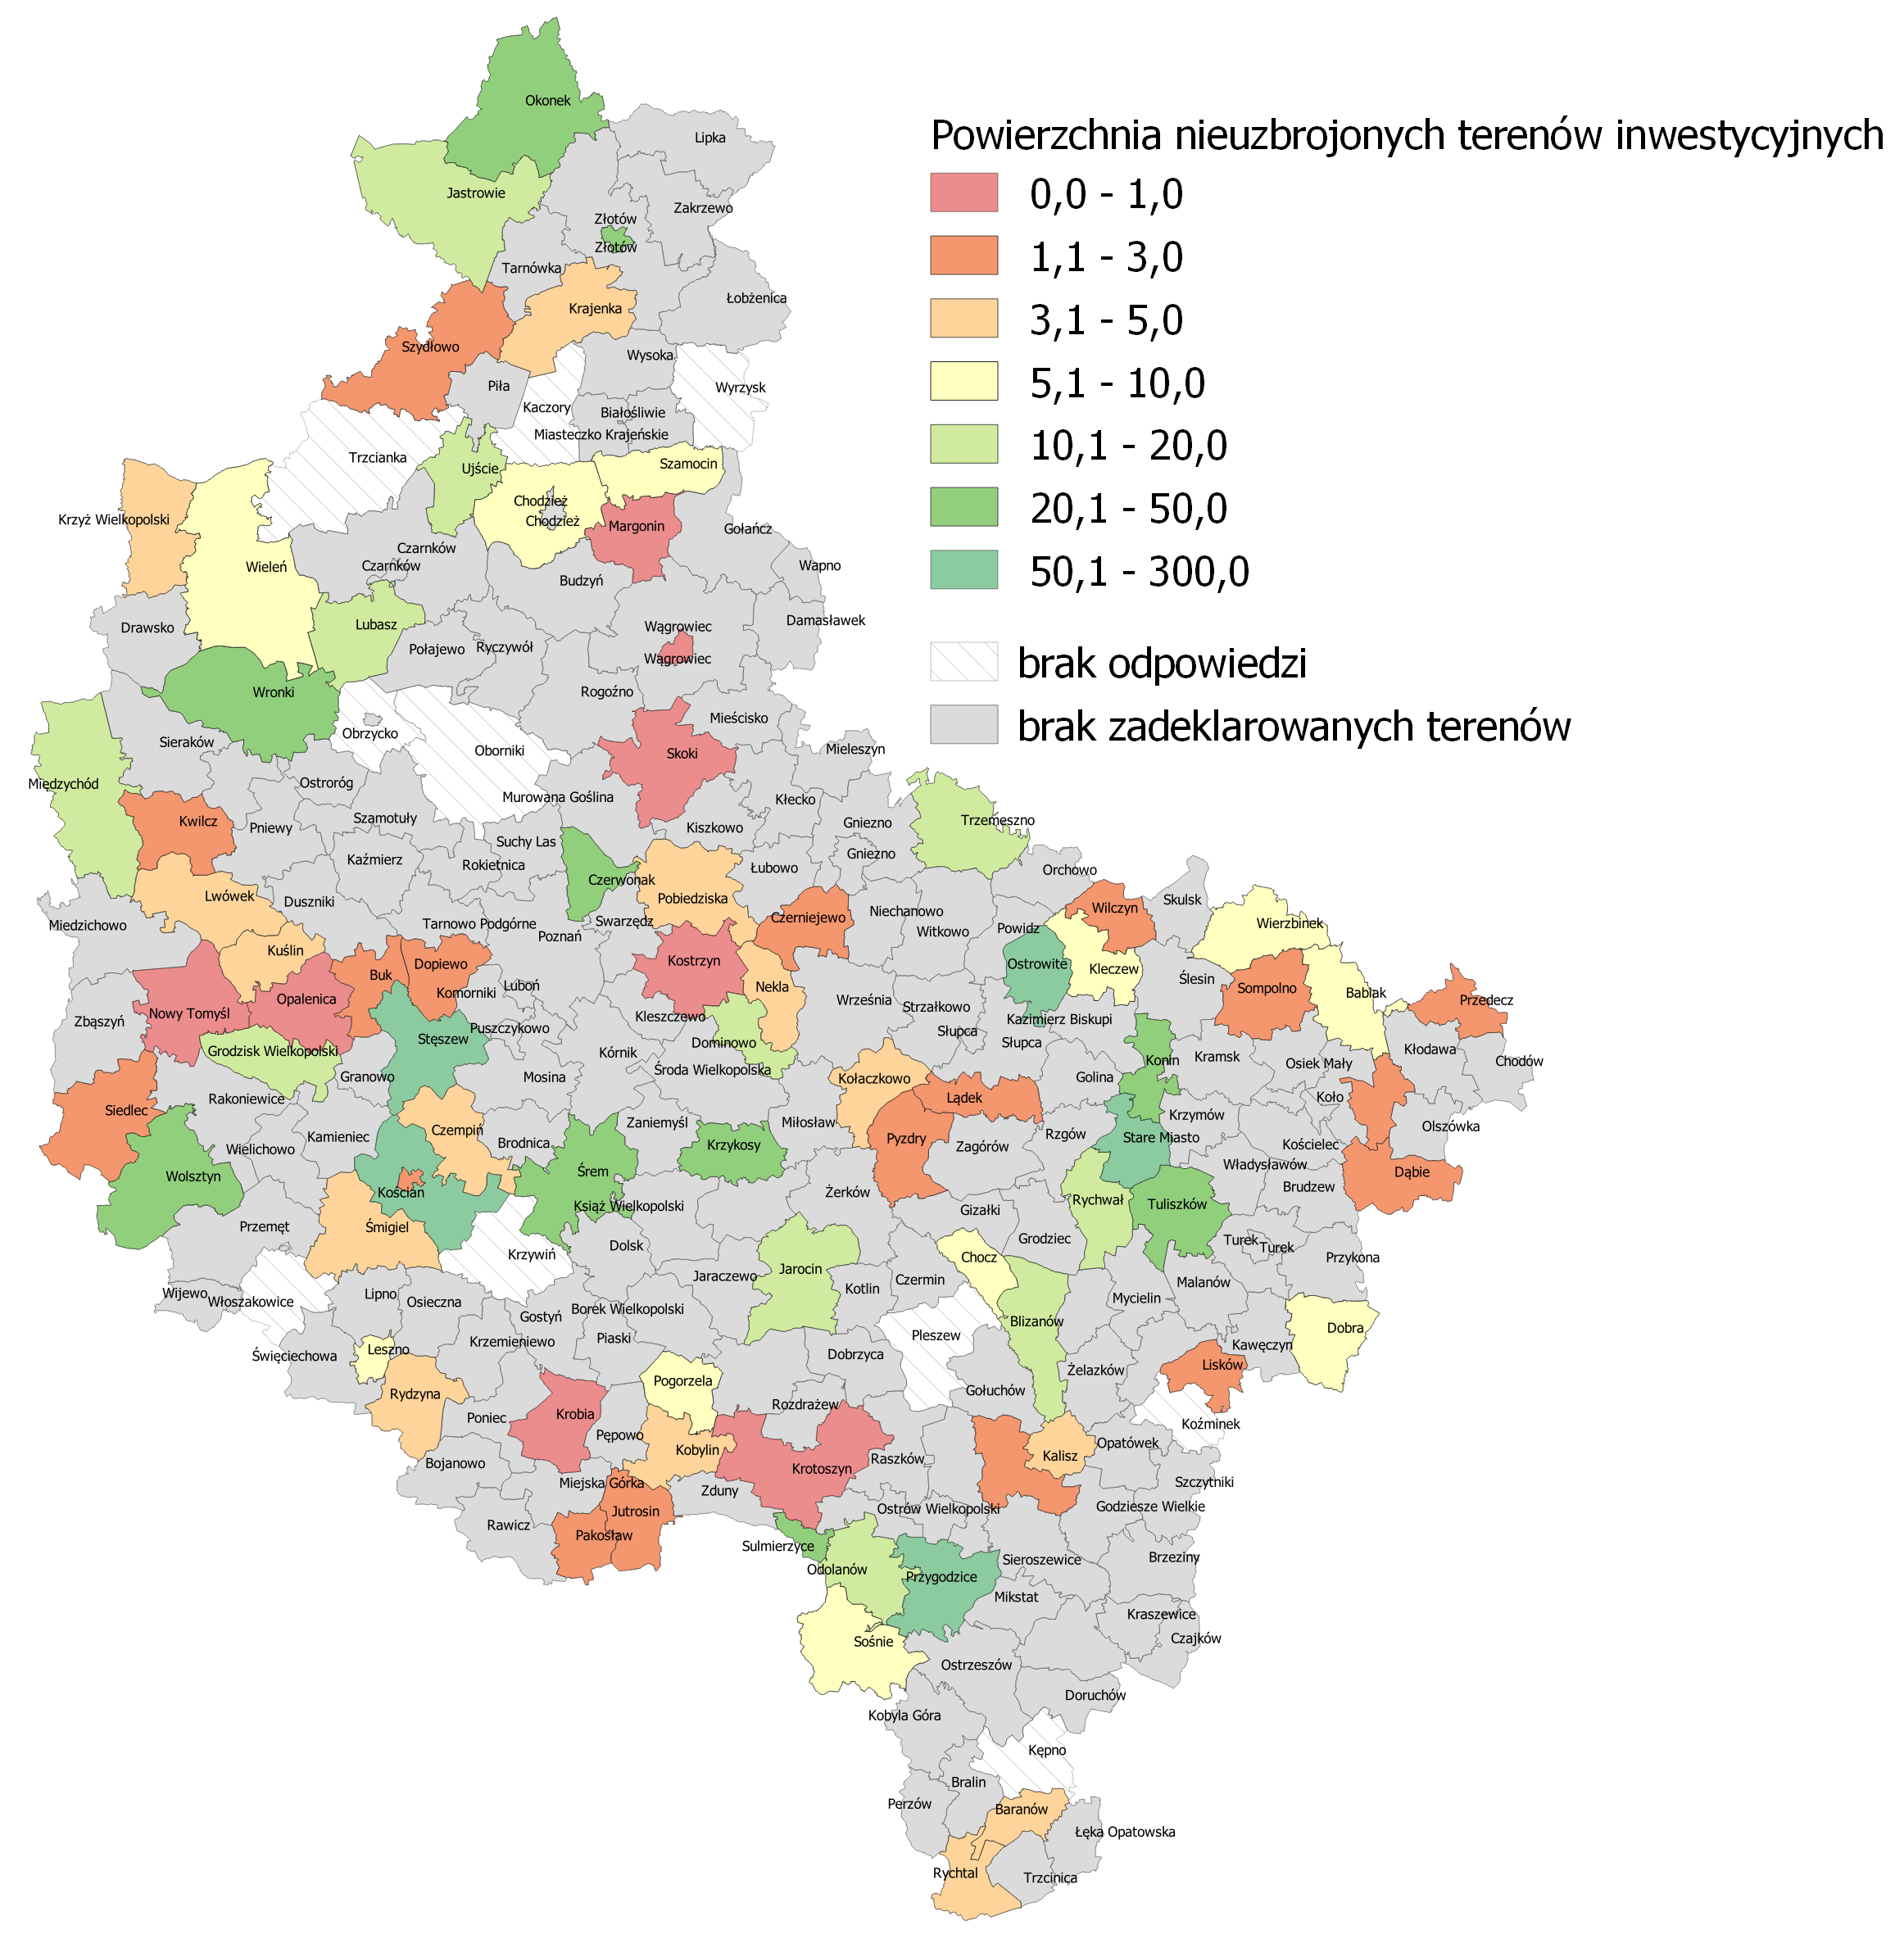 Powierzchnia nieuzbrojonych terenów inwestycyjnych
0,0 - 1,0
1,1 - 3,0
3,1 - 5,0
5,1 - 10,0
10,1 - 20,0
20,1 - 50,0
50,1 - 300,0
brak odpowiedzi
brak zadeklarowanych terenów
Okonek
Lipka
Jastrowie
Zakrzewo
Złotów
Złotów
Tarnówka
Łobżenica
Krajenka
Szydłowo
Wysoka
Piła
Wyrzysk
Kaczory
Białośliwie
Miasteczko Krajeńskie
Trzcianka
Ujście
Szamocin
Chodzież
Chodzież
Margonin
Gołańcz
Krzyż Wielkopolski
Czarnków
Czarnków
Wieleń
Budzyń
Wapno
Drawsko
Lubasz
Damasławek
Wągrowiec
Wągrowiec
Połajewo
Ryczywół
Wronki
Rogoźno
Mieścisko
Obrzycko
Sieraków
Oborniki
Skoki
Mieleszyn
Międzychód
Ostroróg
Murowana Goślina
Kłecko
Kwilcz
Pniewy
Szamotuły
Kiszkowo
Gniezno
Trzemeszno
Suchy Las
Kaźmierz
Rokietnica
Gniezno
Łubowo
Orchowo
Czerwonak
Lwówek
Duszniki
Pobiedziska
Skulsk
Wilczyn
Miedzichowo
Tarnowo Podgórne
Swarzędz
Czerniejewo
Niechanowo
Witkowo
Powidz
Wierzbinek
Poznań
Kuślin
Buk
Dopiewo
Kostrzyn
Ostrowite
Kleczew
Ślesin
Sompolno
Babiak
Przedecz
Komorniki
Luboń
Nekla
Opalenica
Września
Strzałkowo
Nowy Tomyśl
Zbąszyń
Kleszczewo
Kazimierz Biskupi
Puszczykowo
Stęszew
Słupca
Słupca
Dominowo
Grodzisk Wielkopolski
Kórnik
Konin
Kramsk
Osiek Mały
Kłodawa
Chodów
Środa Wielkopolska
Granowo
Mosina
Kołaczkowo
Golina
Rakoniewice
Lądek
Koło
Siedlec
Krzymów
Zaniemyśl
Miłosław
Olszówka
Czempiń
Kamieniec
Brodnica
Krzykosy
Pyzdry
Zagórów
Rzgów
Stare Miasto
Kościelec
Wielichowo
Wolsztyn
Śrem
Władysławów
Dąbie
Kościan
Brudzew
Żerków
Rychwał
Tuliszków
Książ Wielkopolski
Gizałki
Przemęt
Śmigiel
Grodziec
Turek
Turek
Krzywiń
Dolsk
Chocz
Przykona
Jarocin
Jaraczewo
Kotlin
Czermin
Malanów
Wijewo
Włoszakowice
Lipno
Osieczna
Mycielin
Gostyń
Borek Wielkopolski
Blizanów
Dobra
Pleszew
Piaski
Krzemieniewo
Kawęczyn
Święciechowa
Leszno
Dobrzyca
Lisków
Żelazków
Pogorzela
Gołuchów
Rydzyna
Rozdrażew
Krobia
Poniec
Koźminek
Pępowo
Kobylin
Opatówek
Kalisz
Bojanowo
Krotoszyn
Raszków
Miejska Górka
Zduny
Szczytniki
Jutrosin
Ostrów Wielkopolski
Godziesze Wielkie
Rawicz
Pakosław
Sulmierzyce
Sieroszewice
Brzeziny
Odolanów
Przygodzice
Mikstat
Kraszewice
Sośnie
Czajków
Ostrzeszów
Doruchów
Kobyla Góra
Kępno
Bralin
Perzów
Baranów
Łęka Opatowska
Rychtal
Trzcinica